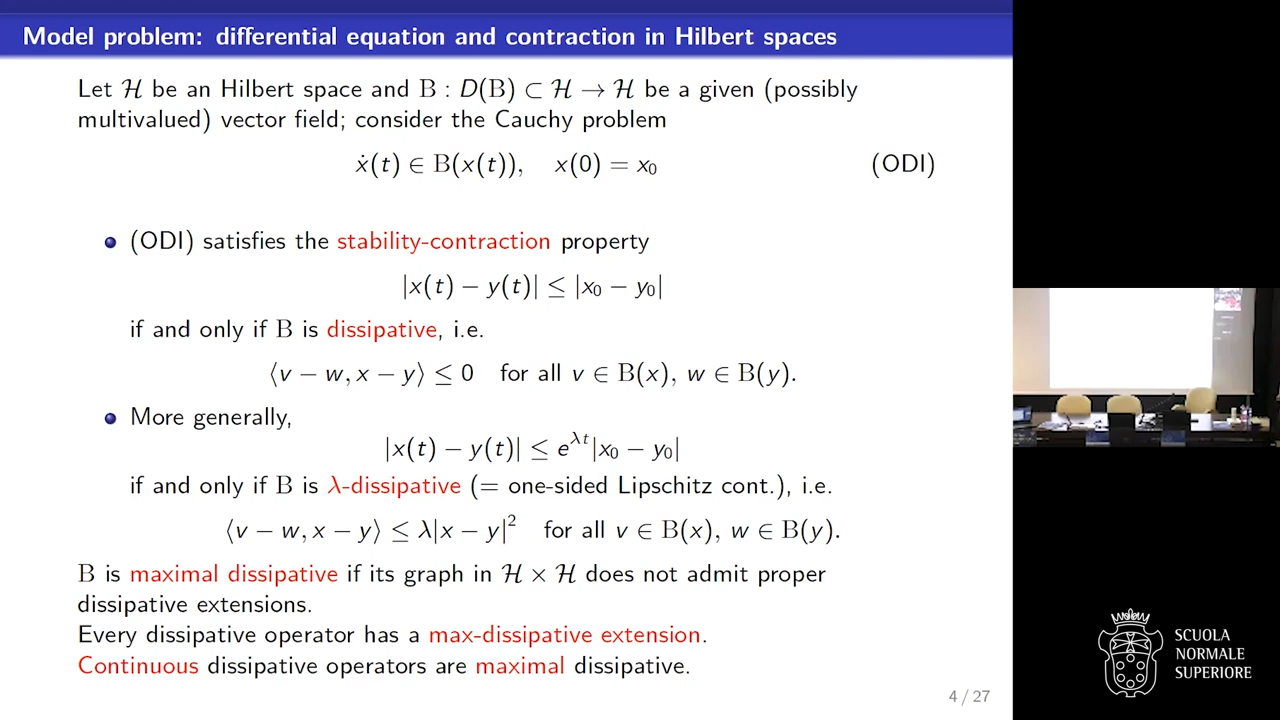 Model problem: differential equation and contraction in Hilbert spaces
Let ℋ be an Hilbert space and B : D(B) ⊂ ℋ → ℋ be a given (possibly
multivalued) vector field; consider the Cauchy problem
ẋ(t) ∈ B(x(t)), x(0) = x₀ (ODI)
• (ODI) satisfies the stability-contraction property
|x(t) − y(t)| ≤ |x₀ − y₀|
if and only if B is dissipative, i.e.
⟨v − w, x − y⟩ ≤ 0 for all v ∈ B(x), w ∈ B(y).
• More generally,
|x(t) − y(t)| ≤ e^{λt}|x₀ − y₀|
if and only if B is λ-dissipative (= one-sided Lipschitz cont.), i.e.
⟨v − w, x − y⟩ ≤ λ|x − y|² for all v ∈ B(x), w ∈ B(y).
B is maximal dissipative if its graph in ℋ × ℋ does not admit proper
dissipative extensions.
Every dissipative operator has a max-dissipative extension.
Continuous dissipative operators are maximal dissipative.
4 / 27
SCUOLA
NORMALE
SUPERIORE